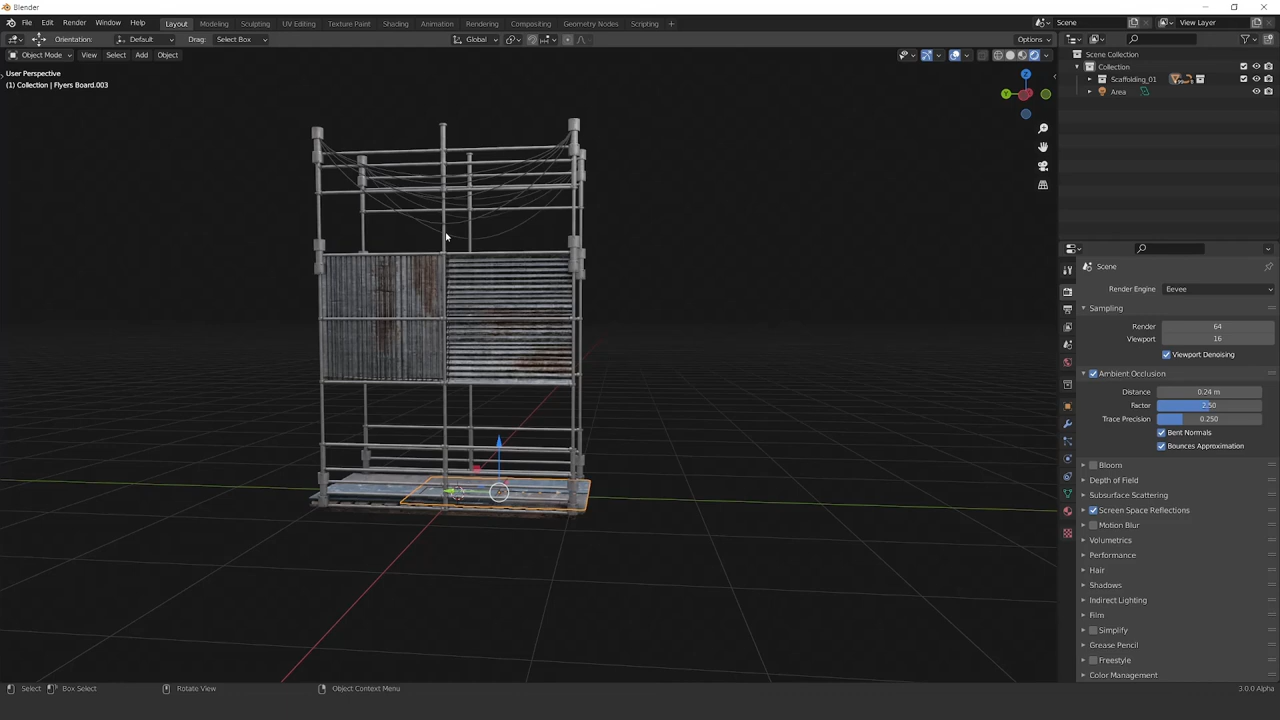 Blender
File Edit Render Window Help Layout Modeling Sculpting UV Editing Texture Paint Shading Animation Rendering Compositing Geometry Nodes Scripting + Scene View Layer
Orientation: Default Drag: Select Box Global Options
Object Mode View Select Add Object
User Perspective
(1) Collection | Flyers Board.003
Scene Collection
Collection
Scaffolding_01
Area
Z
Y
Scene
Render Engine Eevee
Sampling
Render 64
Viewport 16
Viewport Denoising
Ambient Occlusion
Distance 0.24 m
Factor 2.50
Trace Precision 0.250
Bent Normals
Bounces Approximation
Bloom
Depth of Field
Subsurface Scattering
Screen Space Reflections
Motion Blur
Volumetrics
Performance
Hair
Shadows
Indirect Lighting
Film
Simplify
Grease Pencil
Freestyle
Color Management
Select Box Select Rotate View Object Context Menu 3.0.0 Alpha